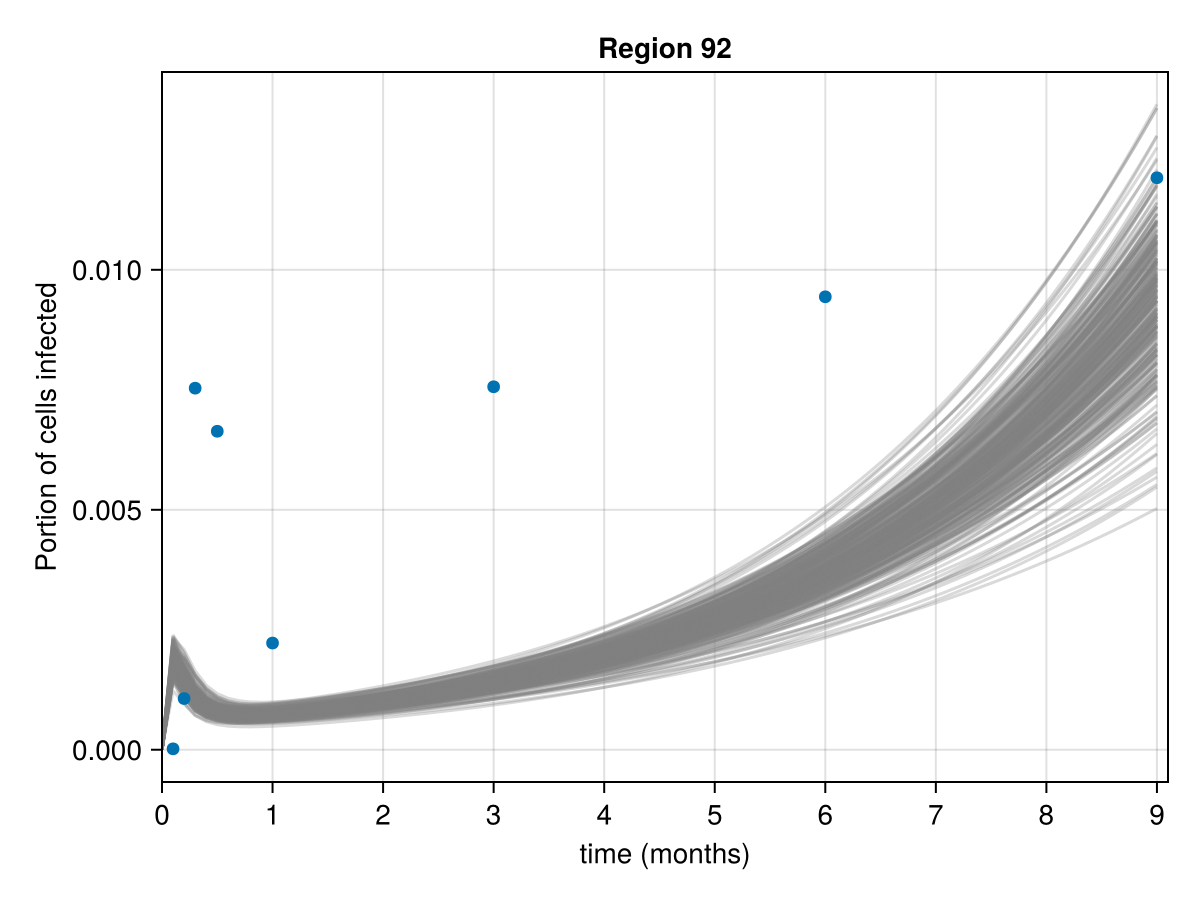 Region 92
Portion of cells infected
0.010
0.005
0.000
0 1 2 3 4 5 6 7 8 9
time (months)